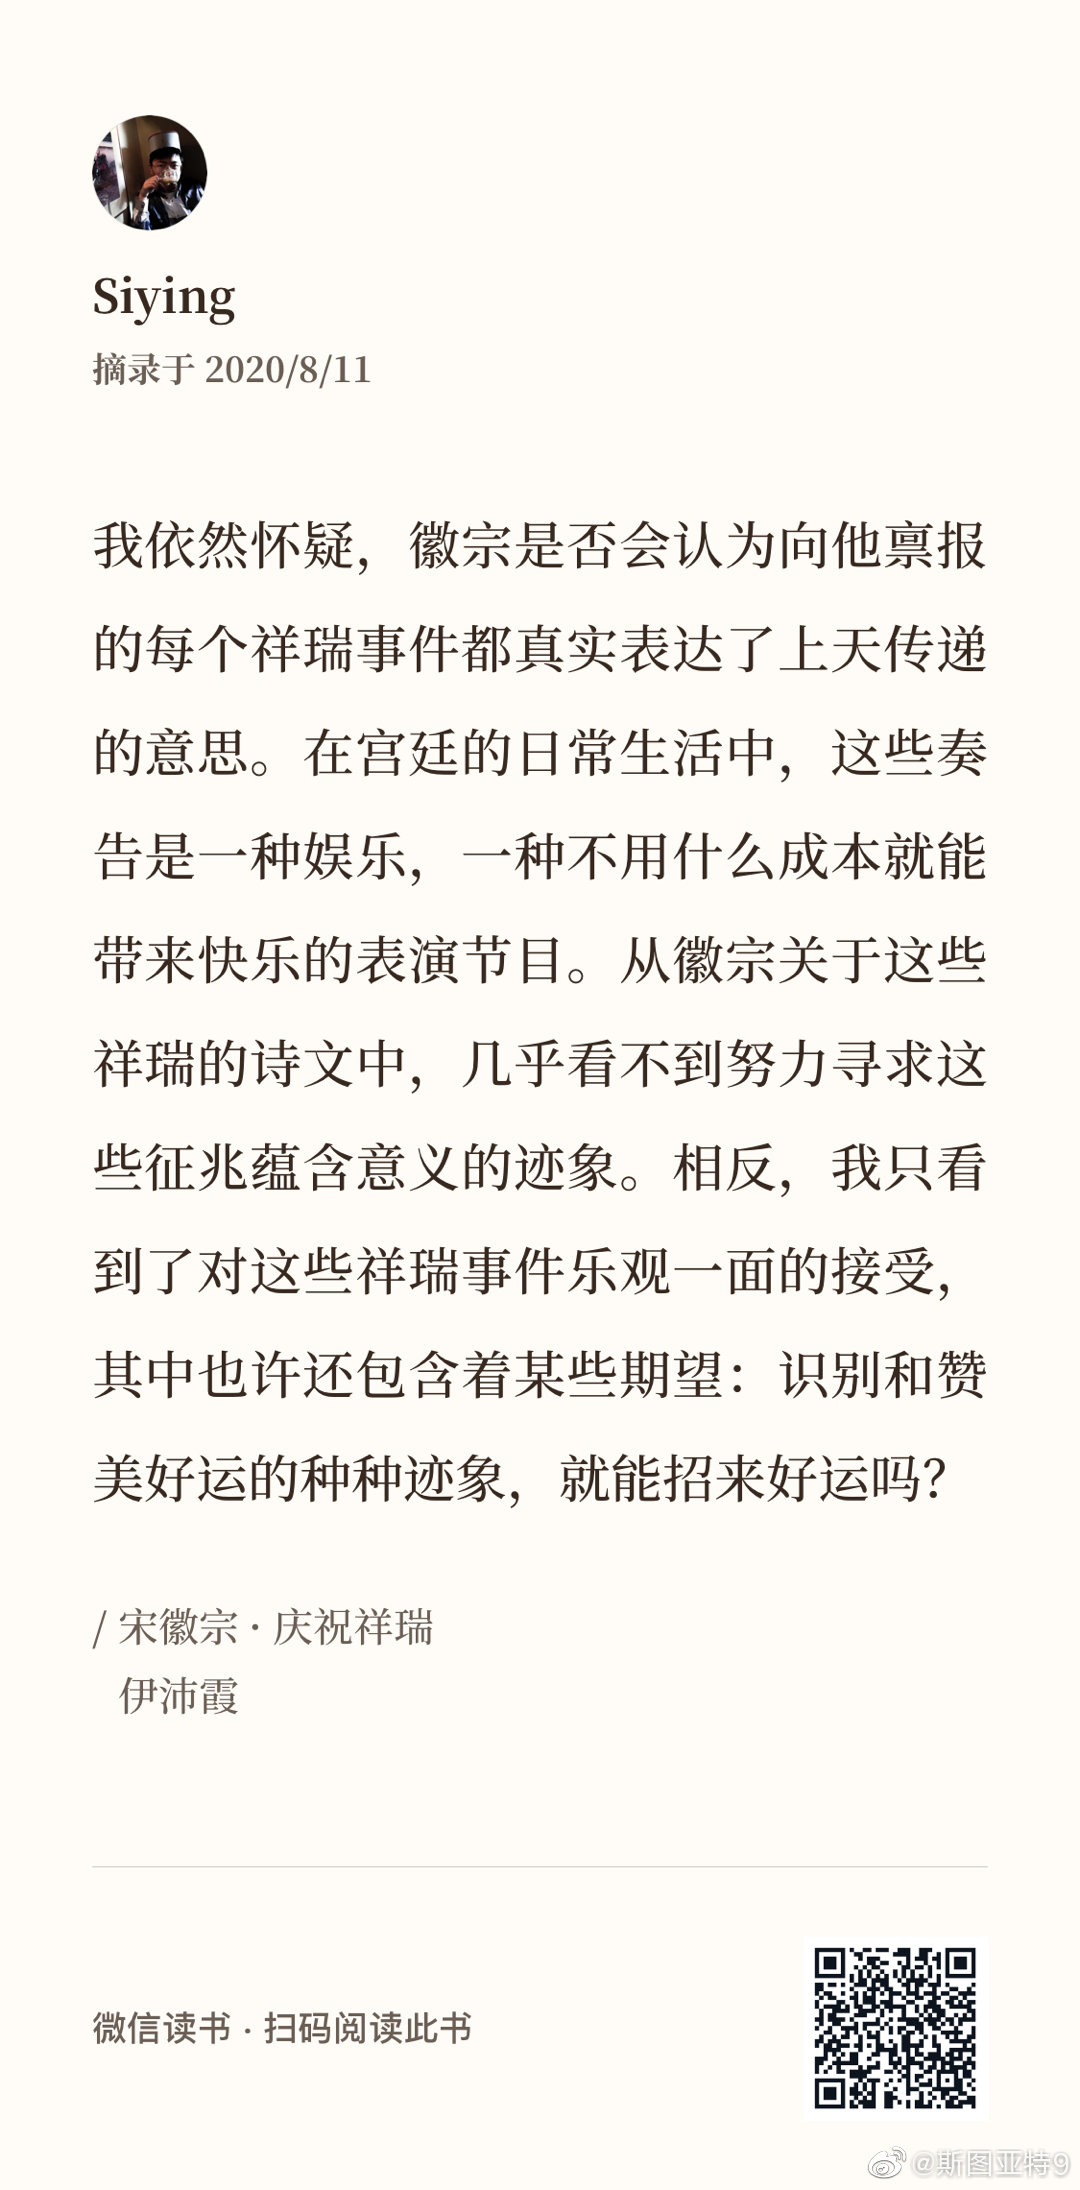 Siying
摘录于 2020/8/11
我依然怀疑，徽宗是否会认为向他禀报
的每个祥瑞事件都真实表达了上天传递
的意思。在宫廷的日常生活中，这些奏
告是一种娱乐，一种不用什么成本就能
带来快乐的表演节目。从徽宗关于这些
祥瑞的诗文中，几乎看不到努力寻求这
些征兆蕴含意义的迹象。相反，我只看
到了对这些祥瑞事件乐观一面的接受，
其中也许还包含着某些期望：识别和赞
美好运的种种迹象，就能招来好运吗？
/ 宋徽宗 · 庆祝祥瑞
伊沛霞
微信读书 · 扫码阅读此书
@斯图亚特9